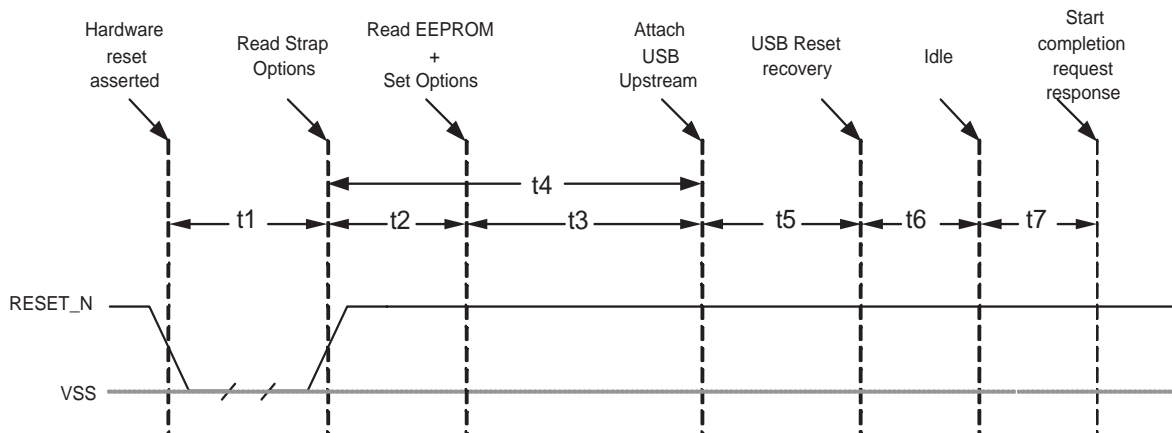 Hardware
reset
asserted
Read Strap
Options
Read EEPROM
+
Set Options
Attach
USB
Upstream
USB Reset
recovery
Idle
Start
completion
request
response
t4
t1
t2
t3
t5
t6
t7
RESET_N
VSS